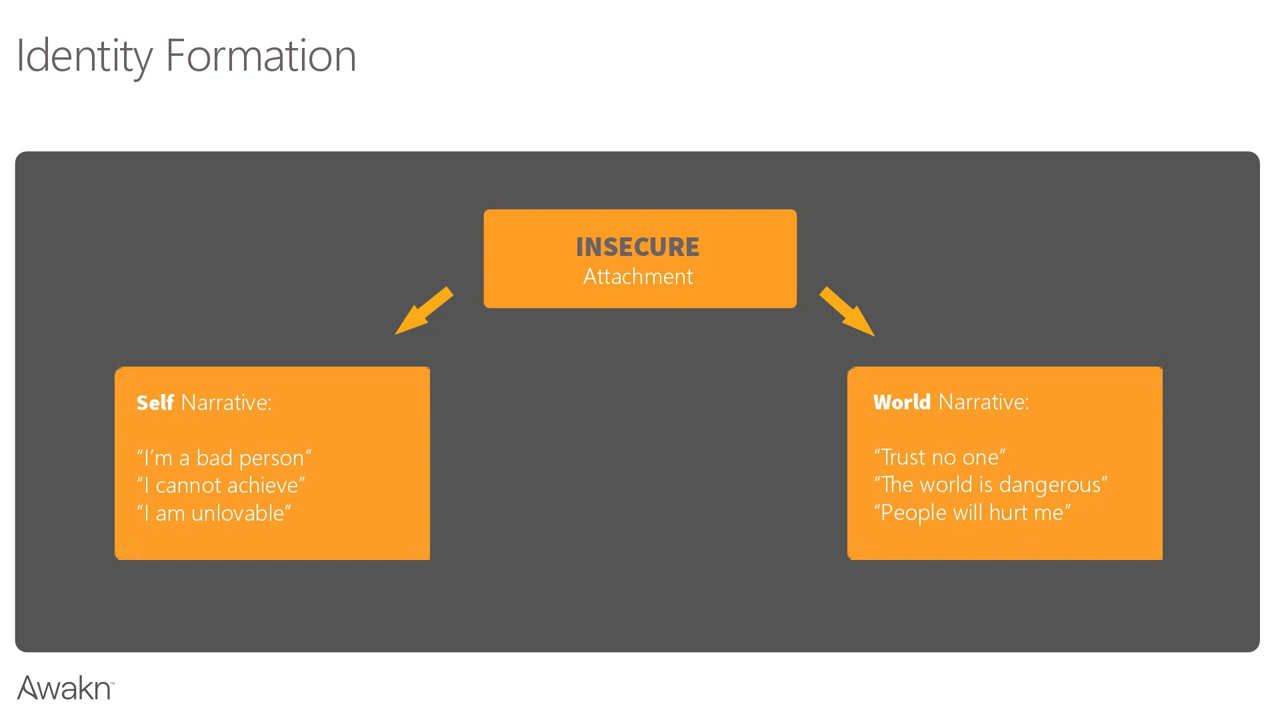 Identity Formation
INSECURE
Attachment
Self Narrative:
“I’m a bad person”
“I cannot achieve”
“I am unlovable”
World Narrative:
“Trust no one”
“The world is dangerous”
“People will hurt me”
Awakn™